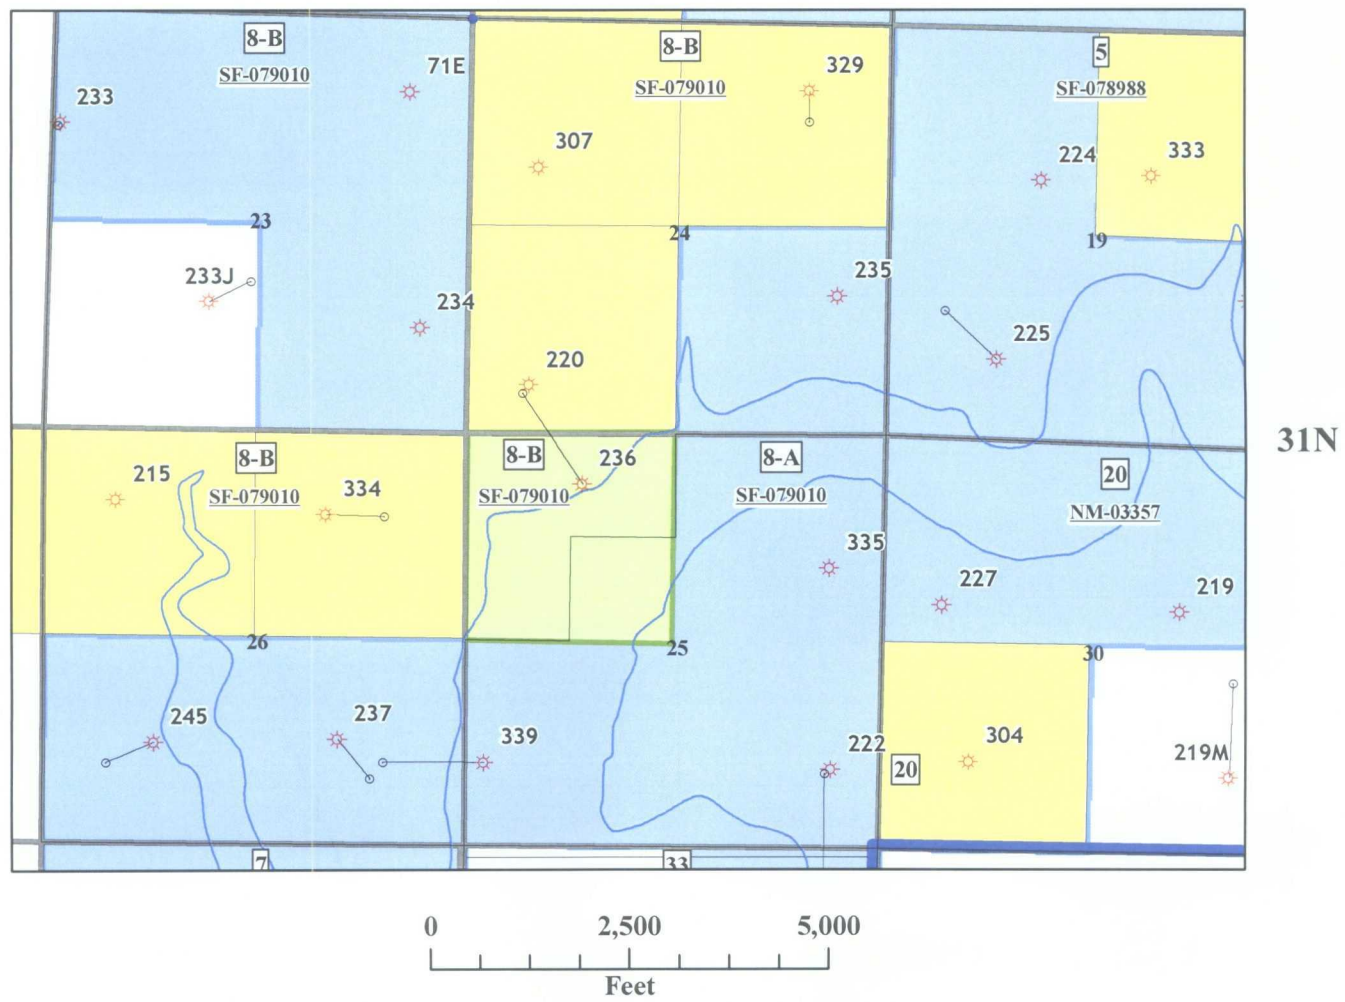 8-B
SF-079010
71E
233
8-B
SF-079010
329
307
5
SF-078988
224
333
23
24
19
233J
234
235
225
220
31N
215
8-B
SF-079010
334
8-B
SF-079010
236
8-A
SF-079010
20
NM-03357
335
227
219
26
25
30
245
237
339
222
20
304
219M
7
33
0 2,500 5,000
Feet